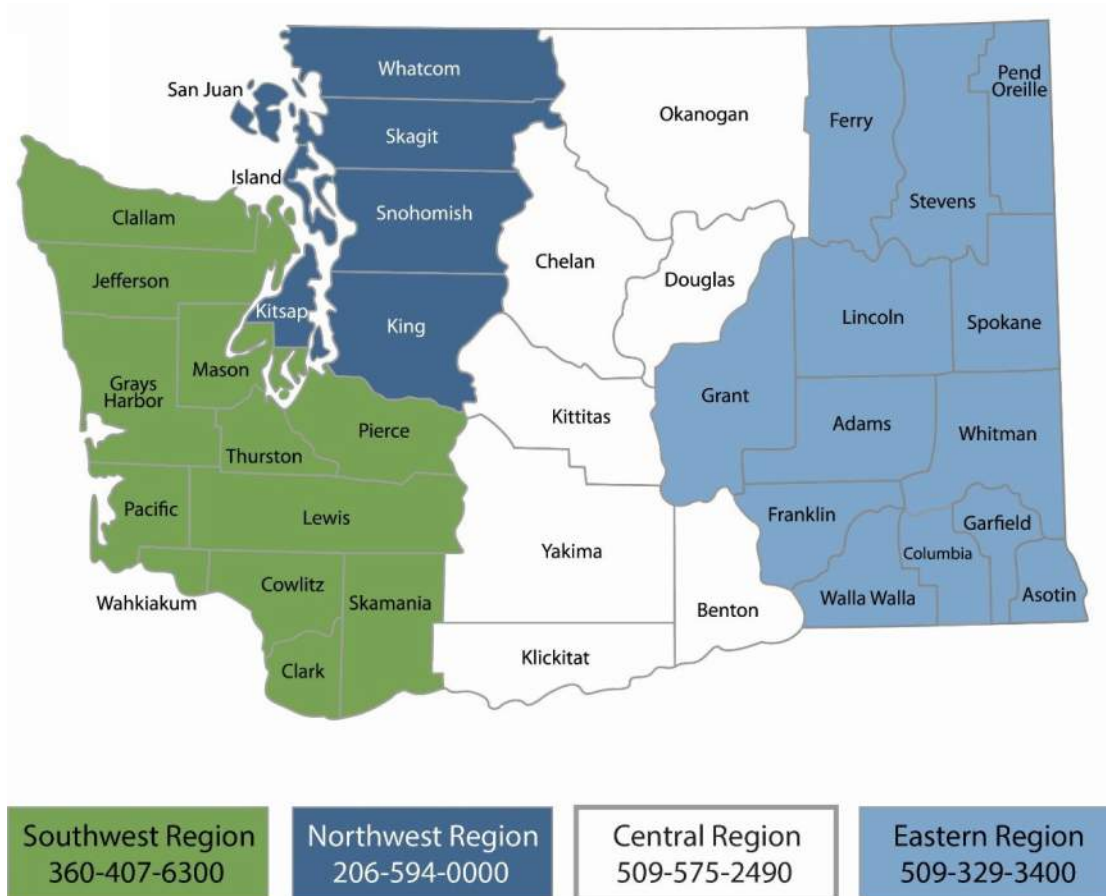 Whatcom
San Juan
Okanogan
Pend
Oreille
Ferry
Skagit
Island
Stevens
Snohomish
Clallam
Chelan
Douglas
Jefferson
Kitsap
King
Lincoln
Spokane
Mason
Grays
Harbor
Grant
Kittitas
Adams
Pierce
Whitman
Thurston
Pacific
Lewis
Franklin
Garfield
Yakima
Columbia
Cowlitz
Skamania
Wahkiakum
Benton
Walla Walla
Asotin
Klickitat
Clark
Southwest Region
360-407-6300
Northwest Region
206-594-0000
Central Region
509-575-2490
Eastern Region
509-329-3400